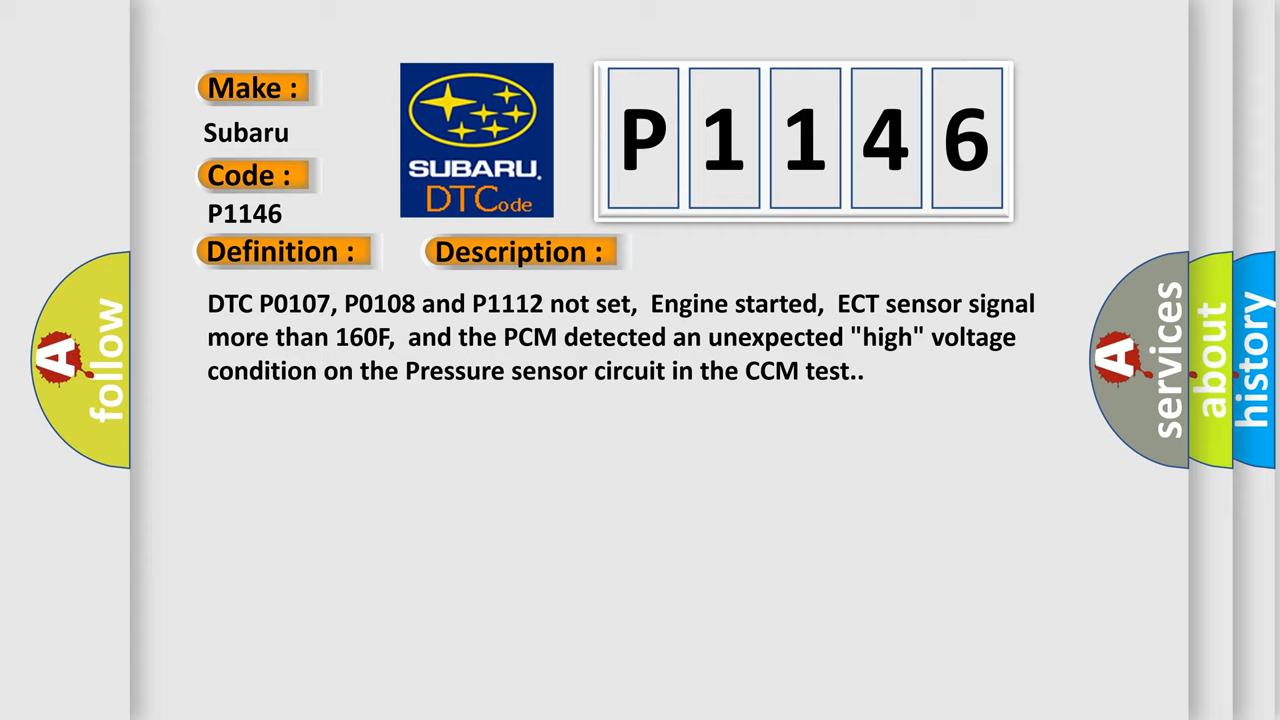 Make :
Subaru
Code :
P1146
Definition :
Description :
SUBARU®
DTCode
P 1 1 4 6
DTC P0107, P0108 and P1112 not set,  Engine started,  ECT sensor signal
more than 160F,  and the PCM detected an unexpected "high" voltage
condition on the Pressure sensor circuit in the CCM test..
A
follow
A
services
about
history